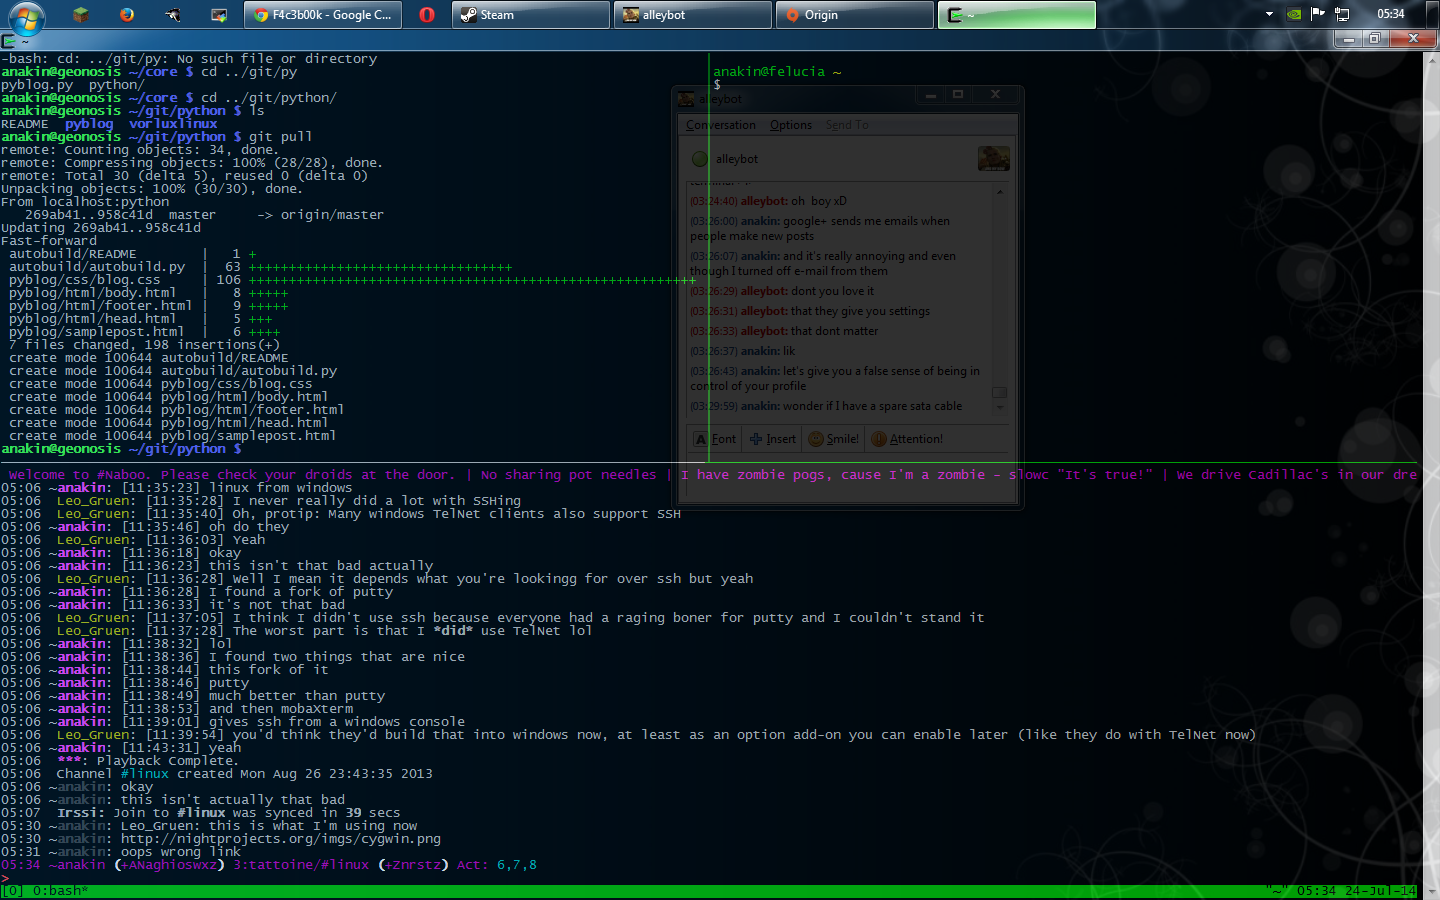 F4c3b00k - Google C...
Steam
alleybot
Origin
~
05:34
~
-bash: cd: ../git/py: No such file or directory
anakin@geonosis ~/core $ cd ../git/py
pyblog.py  python/
anakin@geonosis ~/core $ cd ../git/python/
anakin@geonosis ~/git/python $ ls
README  pyblog  vorluxlinux
anakin@geonosis ~/git/python $ git pull
remote: Counting objects: 34, done.
remote: Compressing objects: 100% (28/28), done.
remote: Total 30 (delta 5), reused 0 (delta 0)
Unpacking objects: 100% (30/30), done.
From localhost:python
   269ab41..958c41d  master     -> origin/master
Updating 269ab41..958c41d
Fast-forward
 autobuild/README        |   1 +
 autobuild/autobuild.py  |  63 +++++++++++++++++++++++++++++++++
 pyblog/css/blog.css     | 106 ++++++++++++++++++++++++++++++++++++++++++++++++++++++++
 pyblog/html/body.html   |   8 +++++
 pyblog/html/footer.html |   9 +++++
 pyblog/html/head.html   |   5 +++
 pyblog/samplepost.html  |   6 ++++
 7 files changed, 198 insertions(+)
 create mode 100644 autobuild/README
 create mode 100644 autobuild/autobuild.py
 create mode 100644 pyblog/css/blog.css
 create mode 100644 pyblog/html/body.html
 create mode 100644 pyblog/html/footer.html
 create mode 100644 pyblog/html/head.html
 create mode 100644 pyblog/samplepost.html
anakin@geonosis ~/git/python $
anakin@felucia ~
$
alleybot
Conversation Options Send To
alleybot
(03:24:40) alleybot: oh  boy xD
(03:26:00) anakin: google+ sends me emails when
people make new posts
(03:26:07) anakin: and it's really annoying and even
though I turned off e-mail from them
(03:26:29) alleybot: dont you love it
(03:26:31) alleybot: that they give you settings
(03:26:33) alleybot: that dont matter
(03:26:37) anakin: lik
(03:26:43) anakin: let's give you a false sense of being in
control of your profile
(03:29:59) anakin: wonder if I have a spare sata cable
Font Insert Smile! Attention!
Welcome to #Naboo. Please check your droids at the door. | No sharing pot needles | I have zombie pogs, cause I'm a zombie - slowc "It's true!" | We drive Cadillac's in our dre
05:06 ~anakin: [11:35:23] linux from windows
05:06  Leo_Gruen: [11:35:28] I never really did a lot with SSHing
05:06  Leo_Gruen: [11:35:40] Oh, protip: Many windows TelNet clients also support SSH
05:06 ~anakin: [11:35:46] oh do they
05:06  Leo_Gruen: [11:36:03] Yeah
05:06 ~anakin: [11:36:18] okay
05:06 ~anakin: [11:36:23] this isn't that bad actually
05:06  Leo_Gruen: [11:36:28] Well I mean it depends what you're lookingg for over ssh but yeah
05:06 ~anakin: [11:36:28] I found a fork of putty
05:06 ~anakin: [11:36:33] it's not that bad
05:06  Leo_Gruen: [11:37:05] I think I didn't use ssh because everyone had a raging boner for putty and I couldn't stand it
05:06  Leo_Gruen: [11:37:28] The worst part is that I *did* use TelNet lol
05:06 ~anakin: [11:38:32] lol
05:06 ~anakin: [11:38:36] I found two things that are nice
05:06 ~anakin: [11:38:44] this fork of it
05:06 ~anakin: [11:38:46] putty
05:06 ~anakin: [11:38:49] much better than putty
05:06 ~anakin: [11:38:53] and then mobaXterm
05:06 ~anakin: [11:39:01] gives ssh from a windows console
05:06  Leo_Gruen: [11:39:54] you'd think they'd build that into windows now, at least as an option add-on you can enable later (like they do with TelNet now)
05:06 ~anakin: [11:43:31] yeah
05:06  ***: Playback Complete.
05:06  Channel #linux created Mon Aug 26 23:43:35 2013
05:06 ~anakin: okay
05:06 ~anakin: this isn't actually that bad
05:07  Irssi: Join to #linux was synced in 39 secs
05:30 ~anakin: Leo_Gruen: this is what I'm using now
05:30 ~anakin: http://nightprojects.org/imgs/cygwin.png
05:31 ~anakin: oops wrong link
05:34 ~anakin (+ANaghioswxz) 3:tattoine/#linux (+Znrstz) Act: 6,7,8
>
[0] 0:bash* "~" 05:34 24-Jul-14